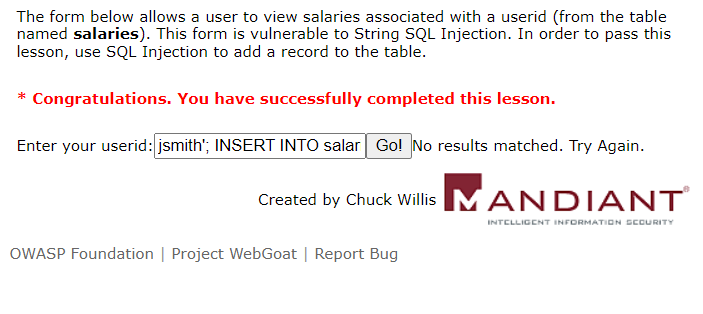 The form below allows a user to view salaries associated with a userid (from the table
named salaries). This form is vulnerable to String SQL Injection. In order to pass this
lesson, use SQL Injection to add a record to the table.
* Congratulations. You have successfully completed this lesson.
Enter your userid: jsmith'; INSERT INTO salar Go! No results matched. Try Again.
Created by Chuck Willis MANDIANT®
INTELLIGENT INFORMATION SECURITY
OWASP Foundation | Project WebGoat | Report Bug